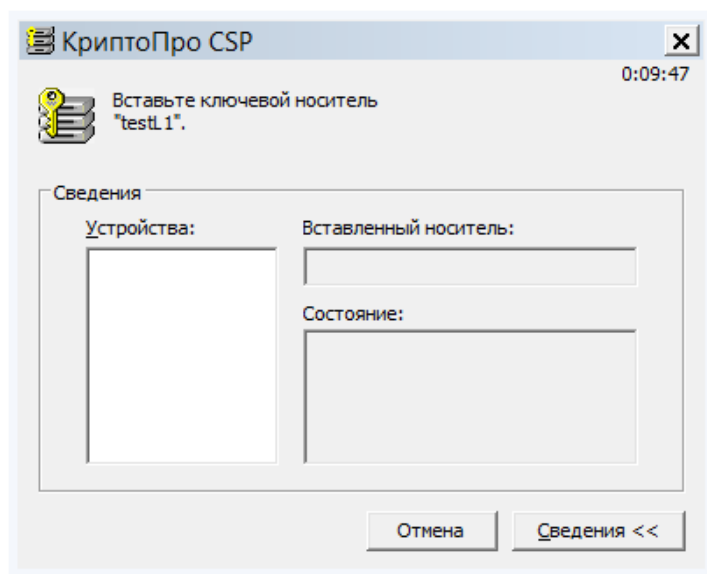 КриптоПро CSP
0:09:47
Вставьте ключевой носитель
"testL1".
Сведения
Устройства:
Вставленный носитель:
Состояние:
Отмена
Сведения <<